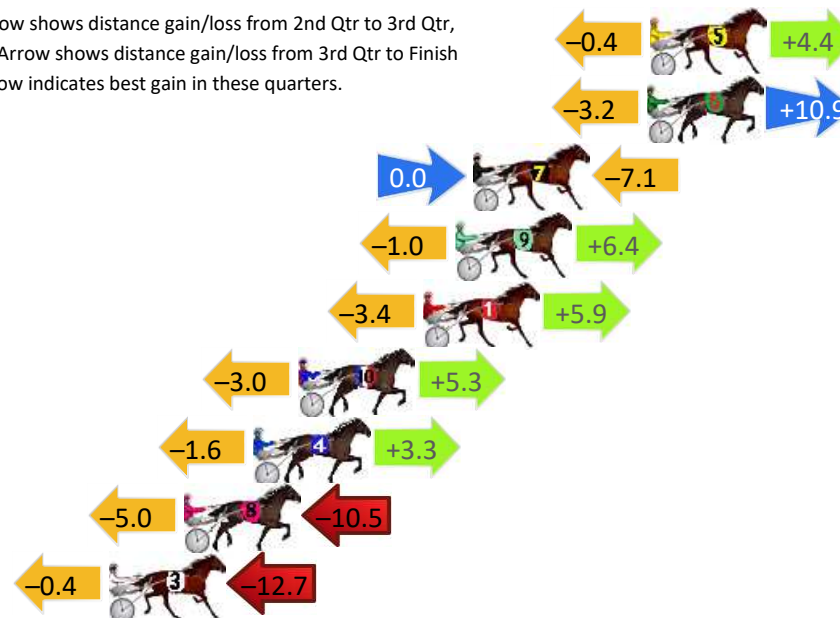 ow shows distance gain/loss from 2nd Qtr to 3rd Qtr,
Arrow shows distance gain/loss from 3rd Qtr to Finish
ow indicates best gain in these quarters.
–0.4 5 +4.4
–3.2 6 +10.9
0.0 7 –7.1
–1.0 9 +6.4
–3.4 1 +5.9
–3.0 10 +5.3
–1.6 4 +3.3
–5.0 8 –10.5
–0.4 3 –12.7